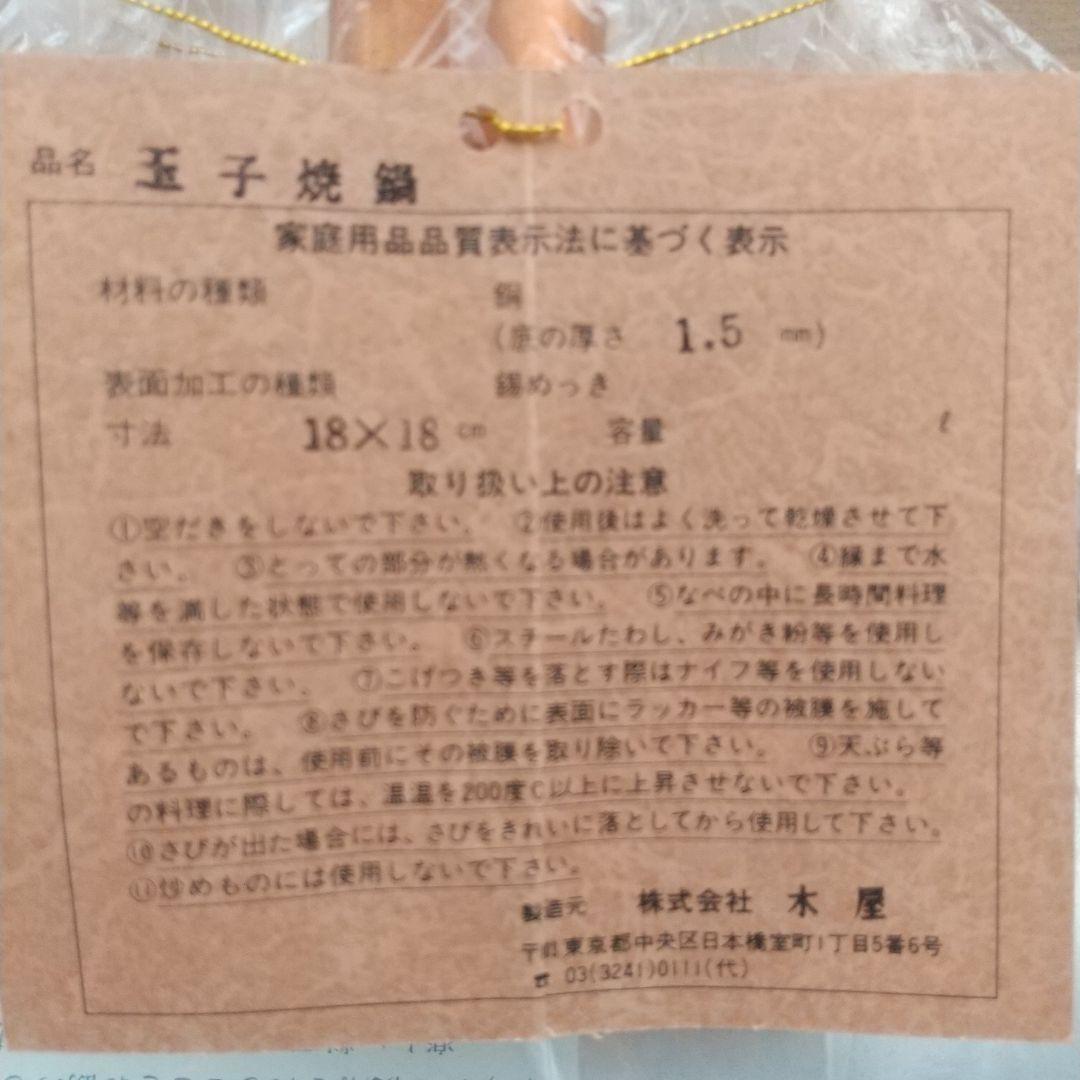 品名 玉子焼鍋
家庭用品品質表示法に基づく表示
材料の種類 銅
(底の厚さ 1.5 mm)
表面加工の種類 錫めっき
寸法 18×18 cm 容量 ℓ
取り扱い上の注意
①空だきをしないで下さい。 ②使用後はよく洗って乾燥させて下
さい。 ③とっての部分が熱くなる場合があります。 ④縁まで水
等を満した状態で使用しないで下さい。 ⑤なべの中に長時間料理
を保存しないで下さい。 ⑥スチールたわし、みがき粉等を使用し
ないで下さい。 ⑦こげつき等を落とす際はナイフ等を使用しない
で下さい。 ⑧さびを防ぐために表面にラッカー等の被膜を施して
あるものは、使用前にその被膜を取り除いて下さい。 ⑨天ぷら等
の料理に際しては、温温を200度C以上に上昇させないで下さい。
⑩さびが出た場合には、さびをきれいに落としてから使用して下さい。
⑪炒めものには使用しないで下さい。
製造元 株式会社 木屋
〒 東京都中央区日本橋室町1丁目5番6号
☎ 03(3241)0111(代)